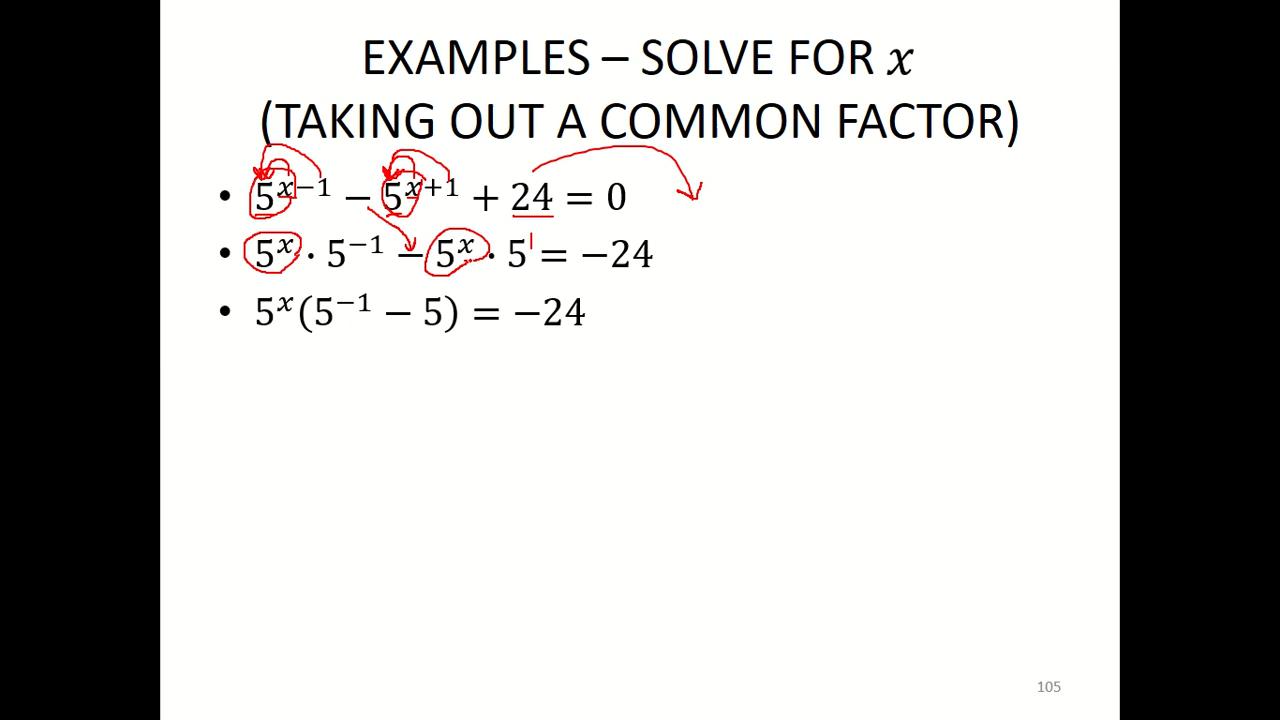 EXAMPLES – SOLVE FOR 𝑥
(TAKING OUT A COMMON FACTOR)
• 5^{x−1} − 5^{x+1} + 24 = 0
• 5^x · 5^{−1} − 5^x · 5^1 = −24
• 5^x(5^{−1} − 5) = −24
105